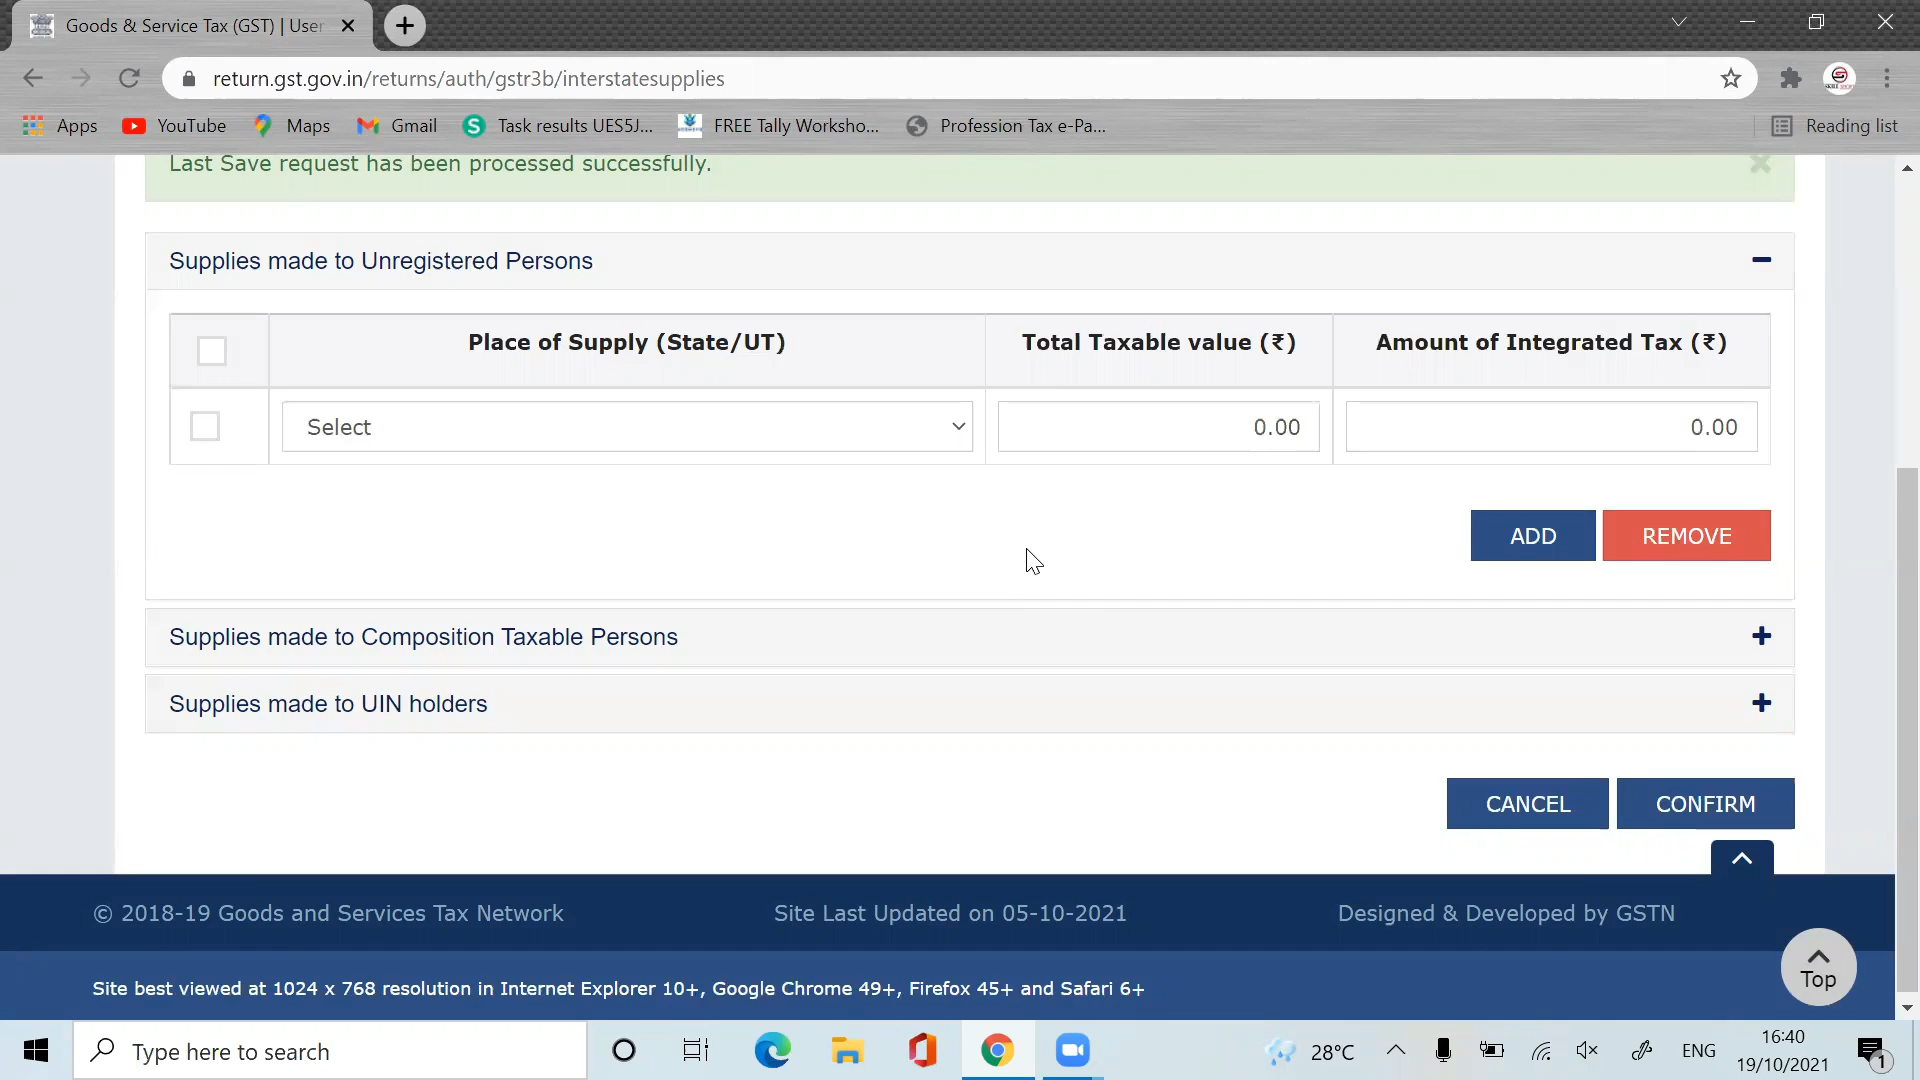 Goods & Service Tax (GST) | User
return.gst.gov.in/returns/auth/gstr3b/interstatesupplies
Apps
YouTube
Maps
Gmail
Task results UES5J...
FREE Tally Worksho...
Profession Tax e-Pa...
Reading list
Last Save request has been processed successfully.
Supplies made to Unregistered Persons
Place of Supply (State/UT) Total Taxable value (₹) Amount of Integrated Tax (₹)
Select 0.00 0.00
ADD REMOVE
Supplies made to Composition Taxable Persons
Supplies made to UIN holders
CANCEL CONFIRM
© 2018-19 Goods and Services Tax Network Site Last Updated on 05-10-2021 Designed & Developed by GSTN
Top
Site best viewed at 1024 x 768 resolution in Internet Explorer 10+, Google Chrome 49+, Firefox 45+ and Safari 6+
Type here to search
28°C
ENG
16:40
19/10/2021
1